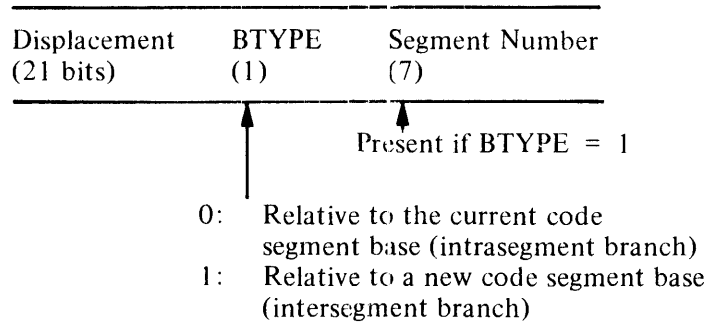 Displacement BTYPE Segment Number
(21 bits) (1) (7)
Present if BTYPE = 1
0: Relative to the current code
segment base (intrasegment branch)
1: Relative to a new code segment base
(intersegment branch)